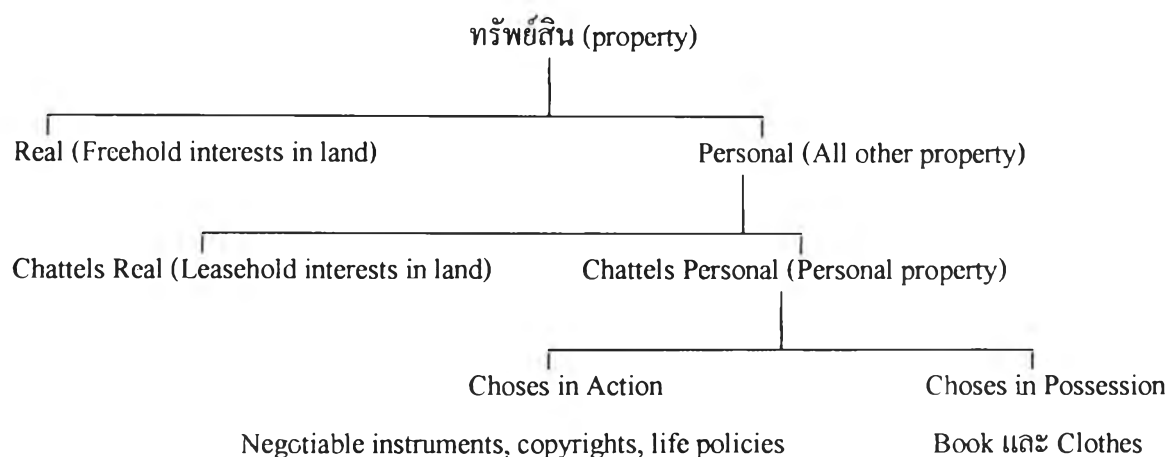 ทรัพย์สิน (property)
Real (Freehold interests in land) Personal (All other property)
Chattels Real (Leasehold interests in land) Chattels Personal (Personal property)
Choses in Action Choses in Possession
Negotiable instruments, copyrights, life policies Book และ Clothes